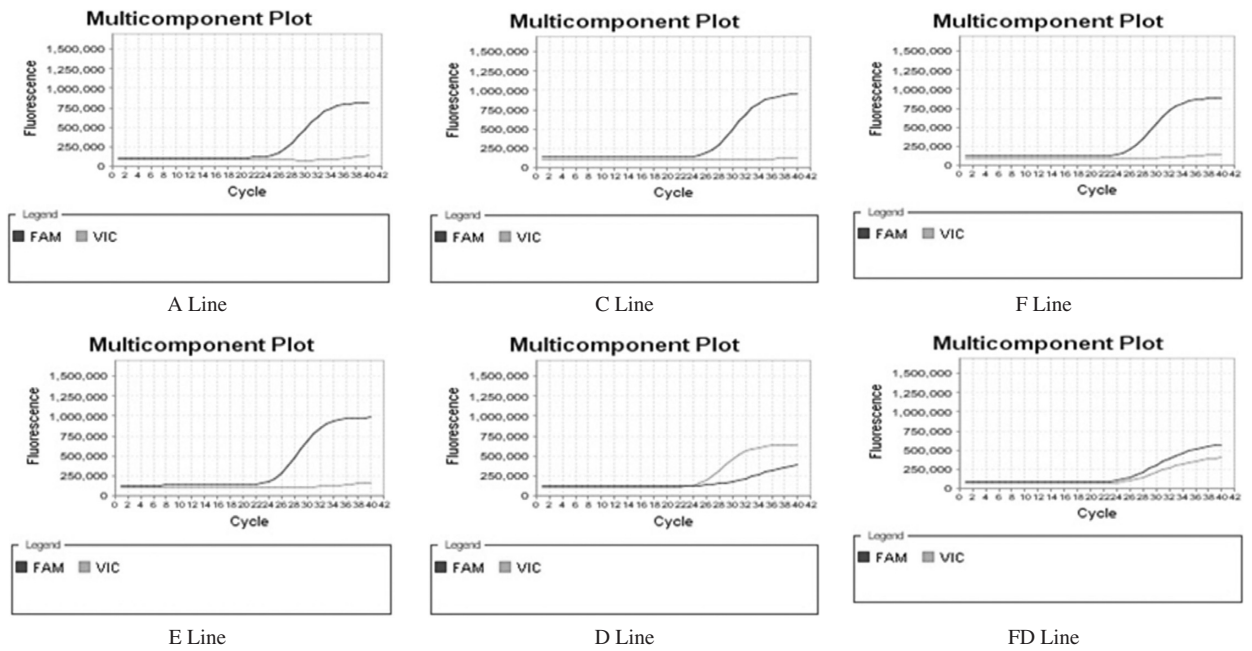 Multicomponent Plot
Fluorescence
1,500,000
1,250,000
1,000,000
750,000
500,000
250,000
0
0 2 4 6 8 10 12 14 16 18 20 22 24 26 28 30 32 34 36 38 40 42
Cycle
Legend
FAM VIC
A Line
Multicomponent Plot
Fluorescence
1,500,000
1,250,000
1,000,000
750,000
500,000
250,000
0
0 2 4 6 8 10 12 14 16 18 20 22 24 26 28 30 32 34 36 38 40 42
Cycle
Legend
FAM VIC
C Line
Multicomponent Plot
Fluorescence
1,500,000
1,250,000
1,000,000
750,000
500,000
250,000
0
0 2 4 6 8 10 12 14 16 18 20 22 24 26 28 30 32 34 36 38 40 42
Cycle
Legend
FAM VIC
F Line
Multicomponent Plot
Fluorescence
1,500,000
1,250,000
1,000,000
750,000
500,000
250,000
0
0 2 4 6 8 10 12 14 16 18 20 22 24 26 28 30 32 34 36 38 40 42
Cycle
Legend
FAM VIC
E Line
Multicomponent Plot
Fluorescence
1,500,000
1,250,000
1,000,000
750,000
500,000
250,000
0
0 2 4 6 8 10 12 14 16 18 20 22 24 26 28 30 32 34 36 38 40 42
Cycle
Legend
FAM VIC
D Line
Multicomponent Plot
Fluorescence
1,500,000
1,250,000
1,000,000
750,000
500,000
250,000
0
0 2 4 6 8 10 12 14 16 18 20 22 24 26 28 30 32 34 36 38 40 42
Cycle
Legend
FAM VIC
FD Line